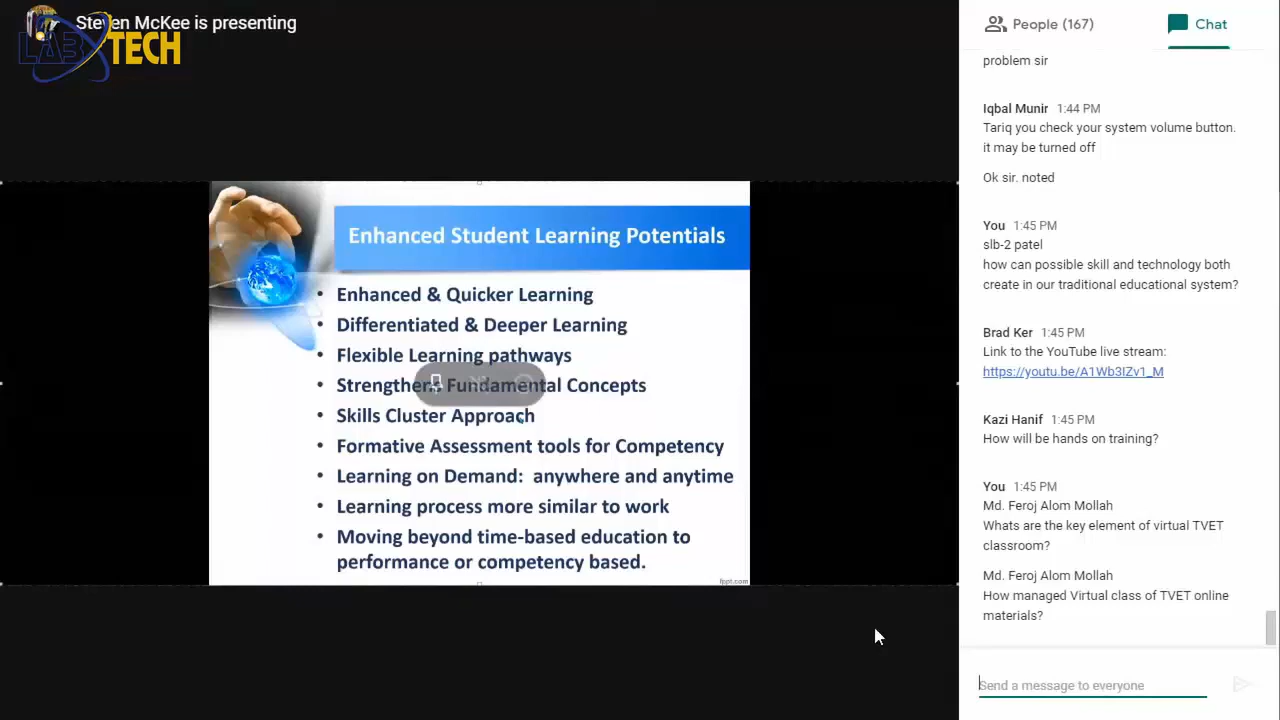 Steven McKee is presenting
LABTECH
Enhanced Student Learning Potentials
• Enhanced & Quicker Learning
• Differentiated & Deeper Learning
• Flexible Learning pathways
• Strengthen Fundamental Concepts
• Skills Cluster Approach
• Formative Assessment tools for Competency
• Learning on Demand: anywhere and anytime
• Learning process more similar to work
• Moving beyond time-based education to
performance or competency based.
fppt.com
People (167)
Chat
problem sir
Iqbal Munir 1:44 PM
Tariq you check your system volume button.
it may be turned off
Ok sir. noted
You 1:45 PM
slb-2 patel
how can possible skill and technology both
create in our traditional educational system?
Brad Ker 1:45 PM
Link to the YouTube live stream:
https://youtu.be/A1Wb3IZv1_M
Kazi Hanif 1:45 PM
How will be hands on training?
You 1:45 PM
Md. Feroj Alom Mollah
Whats are the key element of virtual TVET
classroom?
Md. Feroj Alom Mollah
How managed Virtual class of TVET online
materials?
Send a message to everyone